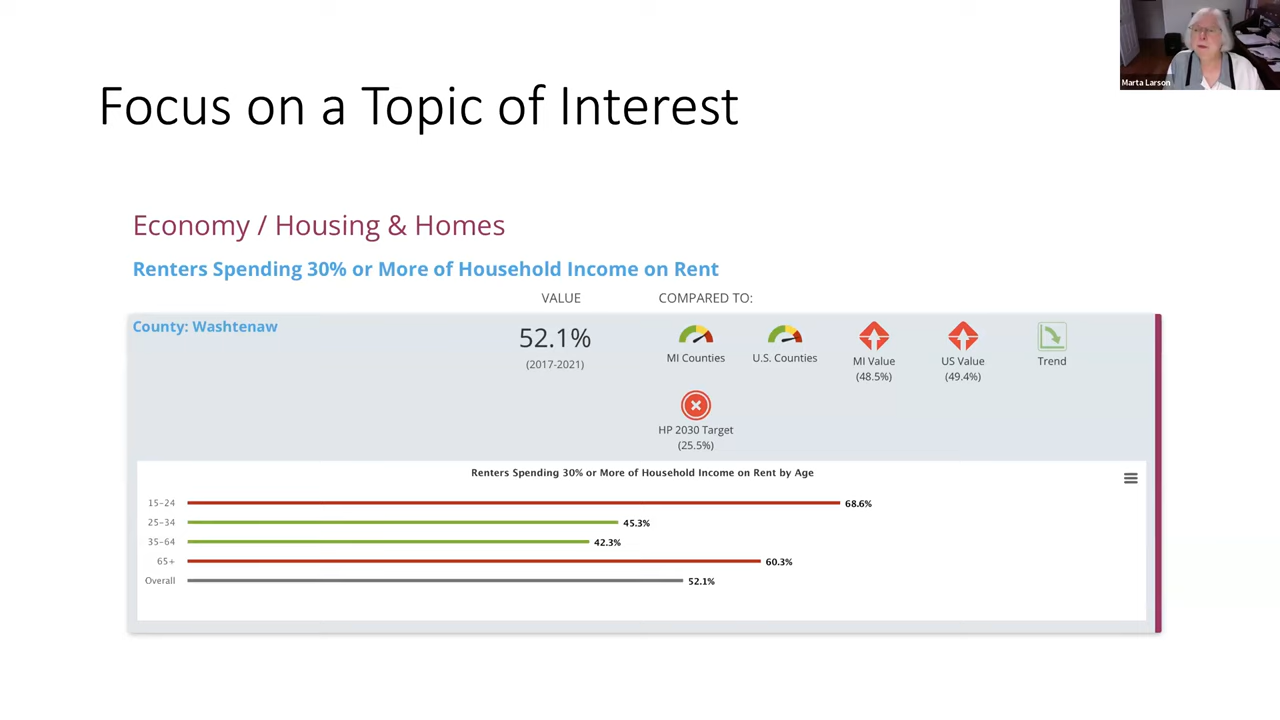 Marta Larson
Focus on a Topic of Interest
Economy / Housing & Homes
Renters Spending 30% or More of Household Income on Rent
VALUE COMPARED TO:
County: Washtenaw
52.1%
(2017-2021)
MI Counties
U.S. Counties
MI Value
(48.5%)
US Value
(49.4%)
Trend
HP 2030 Target
(25.5%)
Renters Spending 30% or More of Household Income on Rent by Age
15-24 68.6%
25-34 45.3%
35-64 42.3%
65+ 60.3%
Overall 52.1%